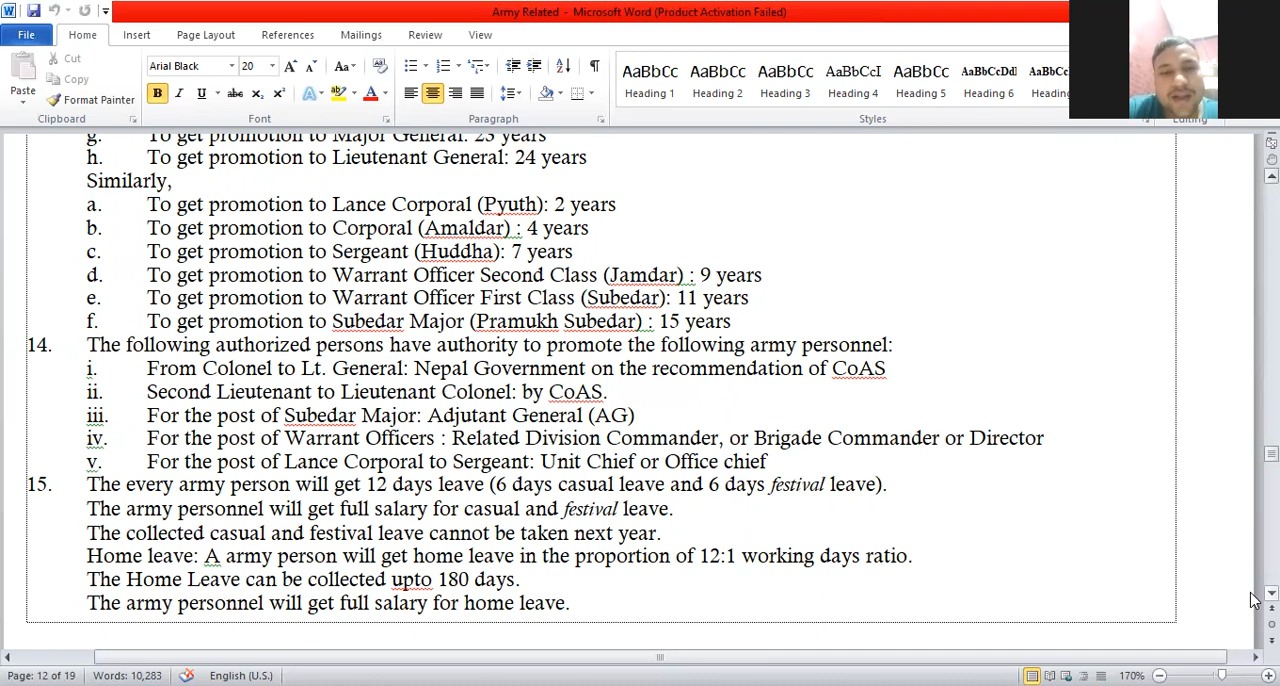 Army Related - Microsoft Word (Product Activation Failed)
File Home Insert Page Layout References Mailings Review View
Paste Cut Copy Format Painter
Arial Black 20
AaBbCc AaBbCc AaBbCc AaBbCcI AaBbCc AaBbCcDd AaBbCc
Heading 1 Heading 2 Heading 3 Heading 4 Heading 5 Heading 6 Heading
Clipboard Font Paragraph Styles Editing
g. To get promotion to Major General: 23 years
h. To get promotion to Lieutenant General: 24 years
Similarly,
a. To get promotion to Lance Corporal (Pyuth): 2 years
b. To get promotion to Corporal (Amaldar) : 4 years
c. To get promotion to Sergeant (Huddha): 7 years
d. To get promotion to Warrant Officer Second Class (Jamdar) : 9 years
e. To get promotion to Warrant Officer First Class (Subedar): 11 years
f. To get promotion to Subedar Major (Pramukh Subedar) : 15 years
14. The following authorized persons have authority to promote the following army personnel:
i. From Colonel to Lt. General: Nepal Government on the recommendation of CoAS
ii. Second Lieutenant to Lieutenant Colonel: by CoAS.
iii. For the post of Subedar Major: Adjutant General (AG)
iv. For the post of Warrant Officers : Related Division Commander, or Brigade Commander or Director
v. For the post of Lance Corporal to Sergeant: Unit Chief or Office chief
15. The every army person will get 12 days leave (6 days casual leave and 6 days festival leave).
The army personnel will get full salary for casual and festival leave.
The collected casual and festival leave cannot be taken next year.
Home leave: A army person will get home leave in the proportion of 12:1 working days ratio.
The Home Leave can be collected upto 180 days.
The army personnel will get full salary for home leave.
Page: 12 of 19 Words: 10,283 English (U.S.) 170%